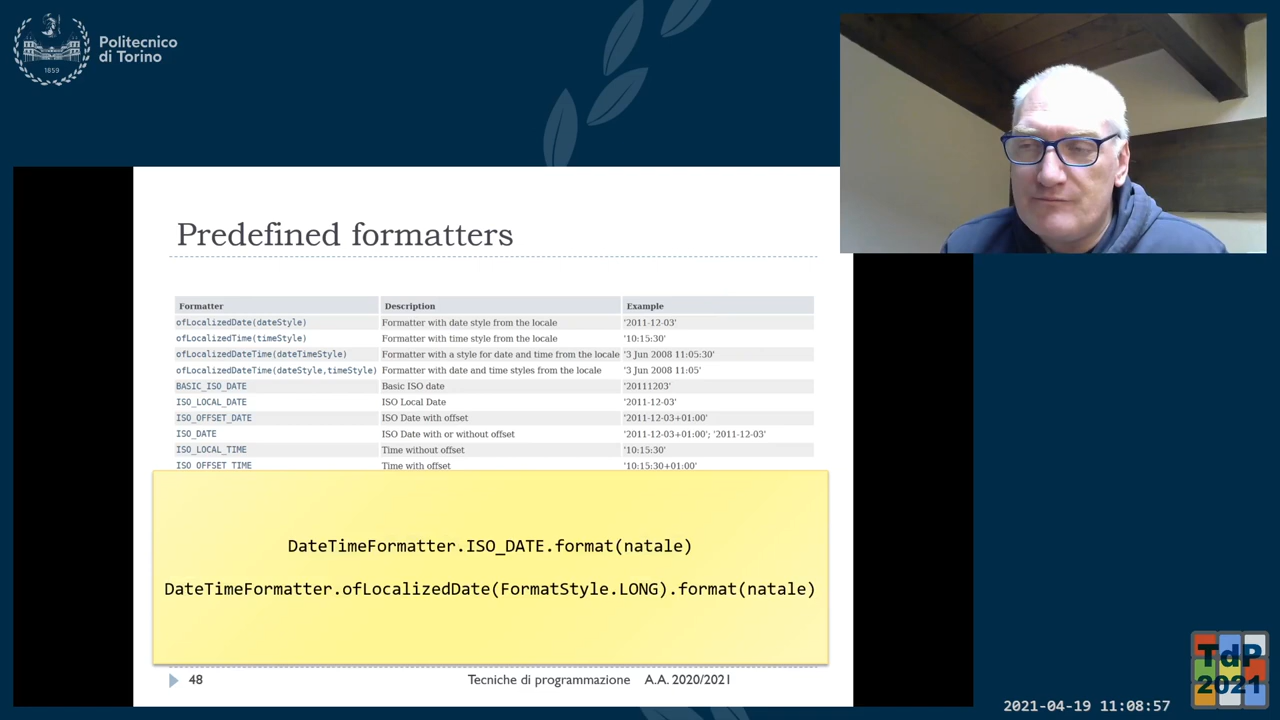 Politecnico
di Torino
1859
Predefined formatters
Formatter Description Example
ofLocalizedDate(dateStyle) Formatter with date style from the locale '2011-12-03'
ofLocalizedTime(timeStyle) Formatter with time style from the locale '10:15:30'
ofLocalizedDateTime(dateTimeStyle) Formatter with a style for date and time from the locale '3 Jun 2008 11:05:30'
ofLocalizedDateTime(dateStyle,timeStyle) Formatter with date and time styles from the locale '3 Jun 2008 11:05'
BASIC_ISO_DATE Basic ISO date '20111203'
ISO_LOCAL_DATE ISO Local Date '2011-12-03'
ISO_OFFSET_DATE ISO Date with offset '2011-12-03+01:00'
ISO_DATE ISO Date with or without offset '2011-12-03+01:00'; '2011-12-03'
ISO_LOCAL_TIME Time without offset '10:15:30'
ISO_OFFSET_TIME Time with offset '10:15:30+01:00'
DateTimeFormatter.ISO_DATE.format(natale)
DateTimeFormatter.ofLocalizedDate(FormatStyle.LONG).format(natale)
48 Tecniche di programmazione A.A. 2020/2021
TdP
2021
2021-04-19 11:08:57